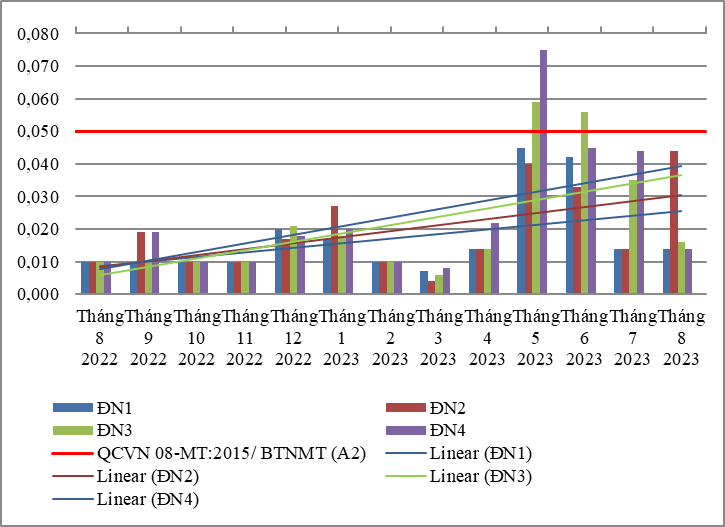 0,080
0,070
0,060
0,050
0,040
0,030
0,020
0,010
0,000
Tháng Tháng Tháng Tháng Tháng Tháng Tháng Tháng Tháng Tháng Tháng Tháng Tháng
8 9 10 11 12 1 2 3 4 5 6 7 8
2022 2022 2022 2022 2022 2023 2023 2023 2023 2023 2023 2023 2023
ĐN1 ĐN2
ĐN3 ĐN4
QCVN 08-MT:2015/ BTNMT (A2) Linear (ĐN1)
Linear (ĐN2) Linear (ĐN3)
Linear (ĐN4)